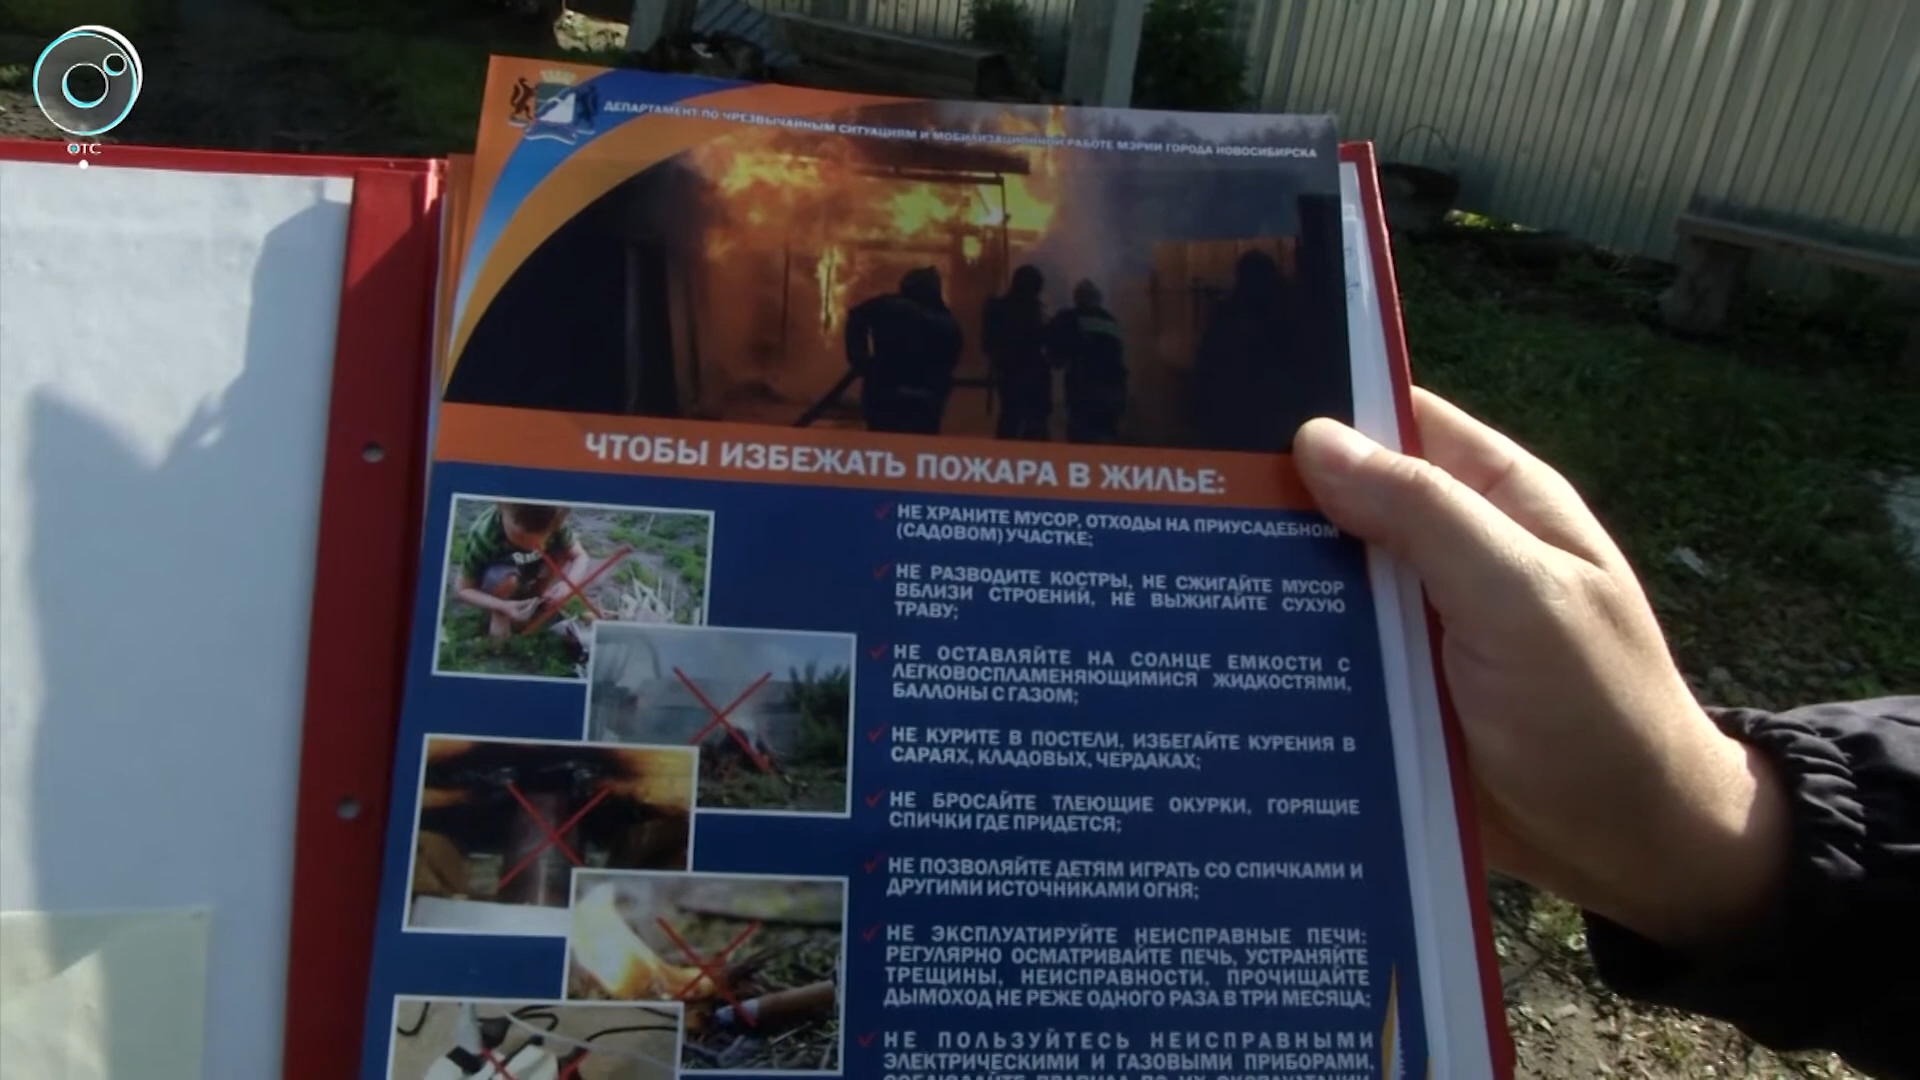 ОТС
ДЕПАРТАМЕНТ ПО ЧРЕЗВЫЧАЙНЫМ СИТУАЦИЯМ И МОБИЛИЗАЦИОННОЙ РАБОТЕ МЭРИИ ГОРОДА НОВОСИБИРСКА
ЧТОБЫ ИЗБЕЖАТЬ ПОЖАРА В ЖИЛЬЕ:
НЕ ХРАНИТЕ МУСОР, ОТХОДЫ НА ПРИУСАДЕБНОМ
(САДОВОМ) УЧАСТКЕ;
НЕ РАЗВОДИТЕ КОСТРЫ, НЕ СЖИГАЙТЕ МУСОР
ВБЛИЗИ СТРОЕНИЙ, НЕ ВЫЖИГАЙТЕ СУХУЮ
ТРАВУ;
НЕ ОСТАВЛЯЙТЕ НА СОЛНЦЕ ЕМКОСТИ С
ЛЕГКОВОСПЛАМЕНЯЮЩИМИСЯ ЖИДКОСТЯМИ,
БАЛЛОНЫ С ГАЗОМ;
НЕ КУРИТЕ В ПОСТЕЛИ, ИЗБЕГАЙТЕ КУРЕНИЯ В
САРАЯХ, КЛАДОВЫХ, ЧЕРДАКАХ;
НЕ БРОСАЙТЕ ТЛЕЮЩИЕ ОКУРКИ, ГОРЯЩИЕ
СПИЧКИ ГДЕ ПРИДЕТСЯ;
НЕ ПОЗВОЛЯЙТЕ ДЕТЯМ ИГРАТЬ СО СПИЧКАМИ И
ДРУГИМИ ИСТОЧНИКАМИ ОГНЯ;
НЕ ЭКСПЛУАТИРУЙТЕ НЕИСПРАВНЫЕ ПЕЧИ:
РЕГУЛЯРНО ОСМАТРИВАЙТЕ ПЕЧЬ, УСТРАНЯЙТЕ
ТРЕЩИНЫ, НЕИСПРАВНОСТИ, ПРОЧИЩАЙТЕ
ДЫМОХОД НЕ РЕЖЕ ОДНОГО РАЗА В ТРИ МЕСЯЦА;
НЕ ПОЛЬЗУЙТЕСЬ НЕИСПРАВНЫМИ
ЭЛЕКТРИЧЕСКИМИ И ГАЗОВЫМИ ПРИБОРАМИ,